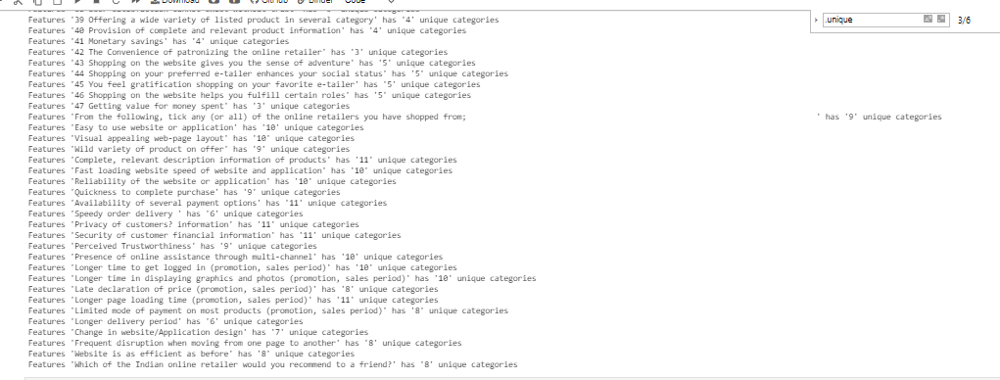 Download GitHub Binder Code
.unique 3/6
Features '39 Offering a wide variety of listed product in several category' has '4' unique categories
Features '40 Provision of complete and relevant product information' has '4' unique categories
Features '41 Monetary savings' has '4' unique categories
Features '42 The Convenience of patronizing the online retailer' has '3' unique categories
Features '43 Shopping on the website gives you the sense of adventure' has '5' unique categories
Features '44 Shopping on your preferred e-tailer enhances your social status' has '5' unique categories
Features '45 You feel gratification shopping on your favorite e-tailer' has '5' unique categories
Features '46 Shopping on the website helps you fulfill certain roles' has '5' unique categories
Features '47 Getting value for money spent' has '3' unique categories
Features 'From the following, tick any (or all) of the online retailers you have shopped from; ' has '9' unique categories
Features 'Easy to use website or application' has '10' unique categories
Features 'Visual appealing web-page layout' has '10' unique categories
Features 'Wild variety of product on offer' has '9' unique categories
Features 'Complete, relevant description information of products' has '11' unique categories
Features 'Fast loading website speed of website and application' has '10' unique categories
Features 'Reliability of the website or application' has '10' unique categories
Features 'Quickness to complete purchase' has '9' unique categories
Features 'Availability of several payment options' has '11' unique categories
Features 'Speedy order delivery ' has '6' unique categories
Features 'Privacy of customers? information' has '11' unique categories
Features 'Security of customer financial information' has '11' unique categories
Features 'Perceived Trustworthiness' has '9' unique categories
Features 'Presence of online assistance through multi-channel' has '10' unique categories
Features 'Longer time to get logged in (promotion, sales period)' has '10' unique categories
Features 'Longer time in displaying graphics and photos (promotion, sales period)' has '10' unique categories
Features 'Late declaration of price (promotion, sales period)' has '8' unique categories
Features 'Longer page loading time (promotion, sales period)' has '11' unique categories
Features 'Limited mode of payment on most products (promotion, sales period)' has '8' unique categories
Features 'Longer delivery period' has '6' unique categories
Features 'Change in website/Application design' has '7' unique categories
Features 'Frequent disruption when moving from one page to another' has '8' unique categories
Features 'Website is as efficient as before' has '8' unique categories
Features 'Which of the Indian online retailer would you recommend to a friend?' has '8' unique categories